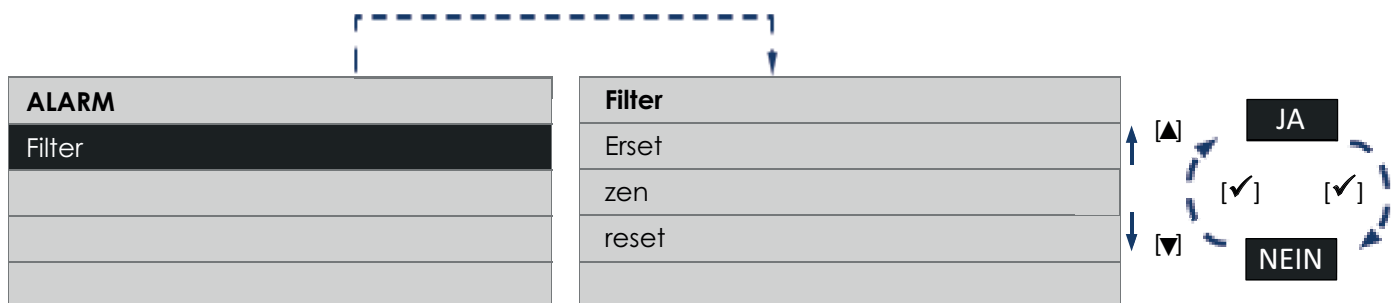 ALARM
Filter
Filter
Erset
zen
reset
[▲]
[▼]
JA
[✔] [✔]
NEIN